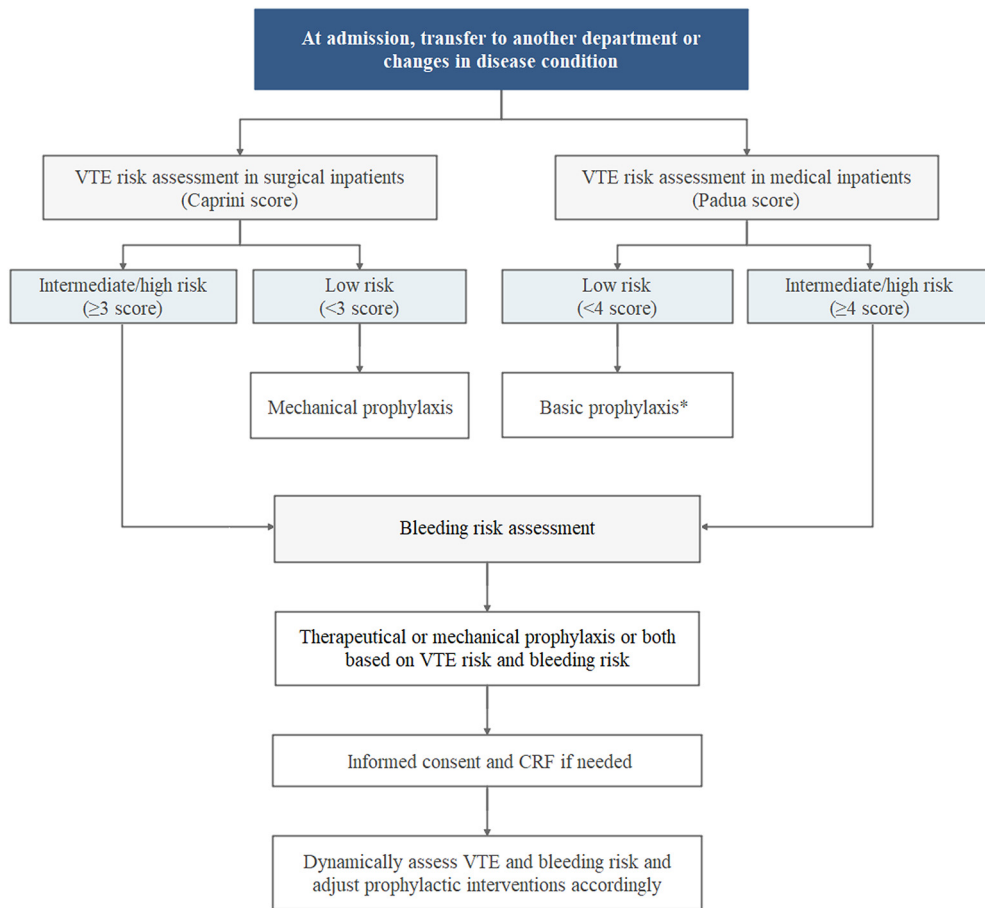 At admission, transfer to another department or
changes in disease condition
VTE risk assessment in surgical inpatients
(Caprini score)
VTE risk assessment in medical inpatients
(Padua score)
Intermediate/high risk
(≥3 score)
Low risk
(<3 score)
Low risk
(<4 score)
Intermediate/high risk
(≥4 score)
Mechanical prophylaxis
Basic prophylaxis*
Bleeding risk assessment
Therapeutical or mechanical prophylaxis or both
based on VTE risk and bleeding risk
Informed consent and CRF if needed
Dynamically assess VTE and bleeding risk and
adjust prophylactic interventions accordingly